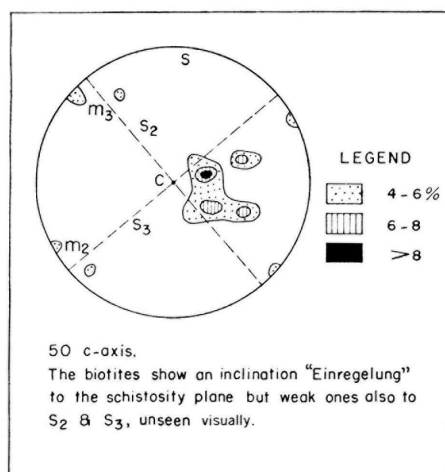 S
m3
S2
C
S3
m2
LEGEND
4-6%
6-8
>8
50 c-axis.
The biotites show an inclination "Einregelung"
to the schistosity plane but weak ones also to
S2 & S3, unseen visually.